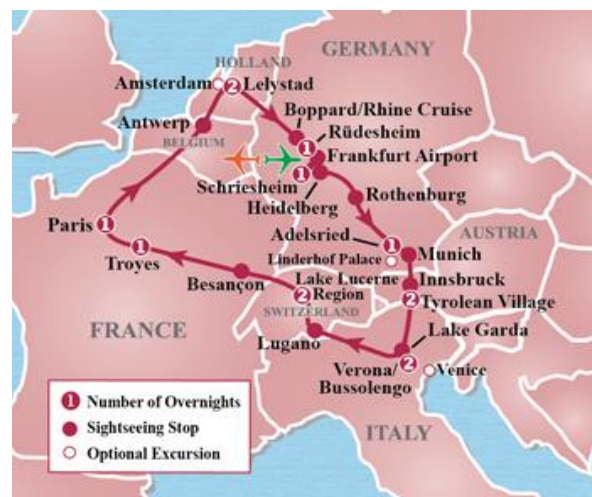 GERMANY
HOLLAND
Amsterdam
2
Lelystad
Boppard/Rhine Cruise
Antwerp
1
Rüdesheim
BELGIUM
Frankfurt Airport
Schriesheim
1
Heidelberg
Rothenburg
Paris
1
Adelsried
1
AUSTRIA
Troyes
1
Linderhof Palace
Munich
Besançon
Lake Lucerne
Region
2
Innsbruck
2
Tyrolean Village
SWITZERLAND
FRANCE
Lugano
Lake Garda
Verona/
Bussolengo
2
Venice
1 Number of Overnights
Sightseeing Stop
Optional Excursion
ITALY